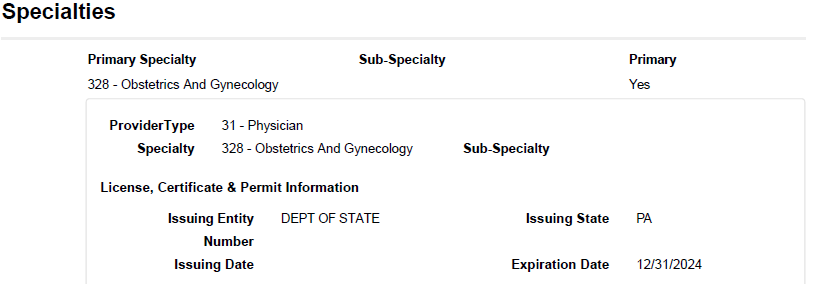 Specialties
Primary Specialty Sub-Specialty Primary
328 - Obstetrics And Gynecology Yes
ProviderType 31 - Physician
Specialty 328 - Obstetrics And Gynecology Sub-Specialty
License, Certificate & Permit Information
Issuing Entity DEPT OF STATE Issuing State PA
Number
Issuing Date Expiration Date 12/31/2024